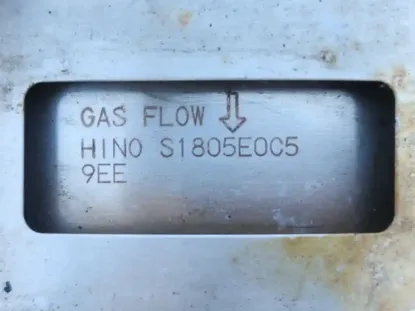 GAS FLOW ⇩
HINO S1805E0C5
9EE